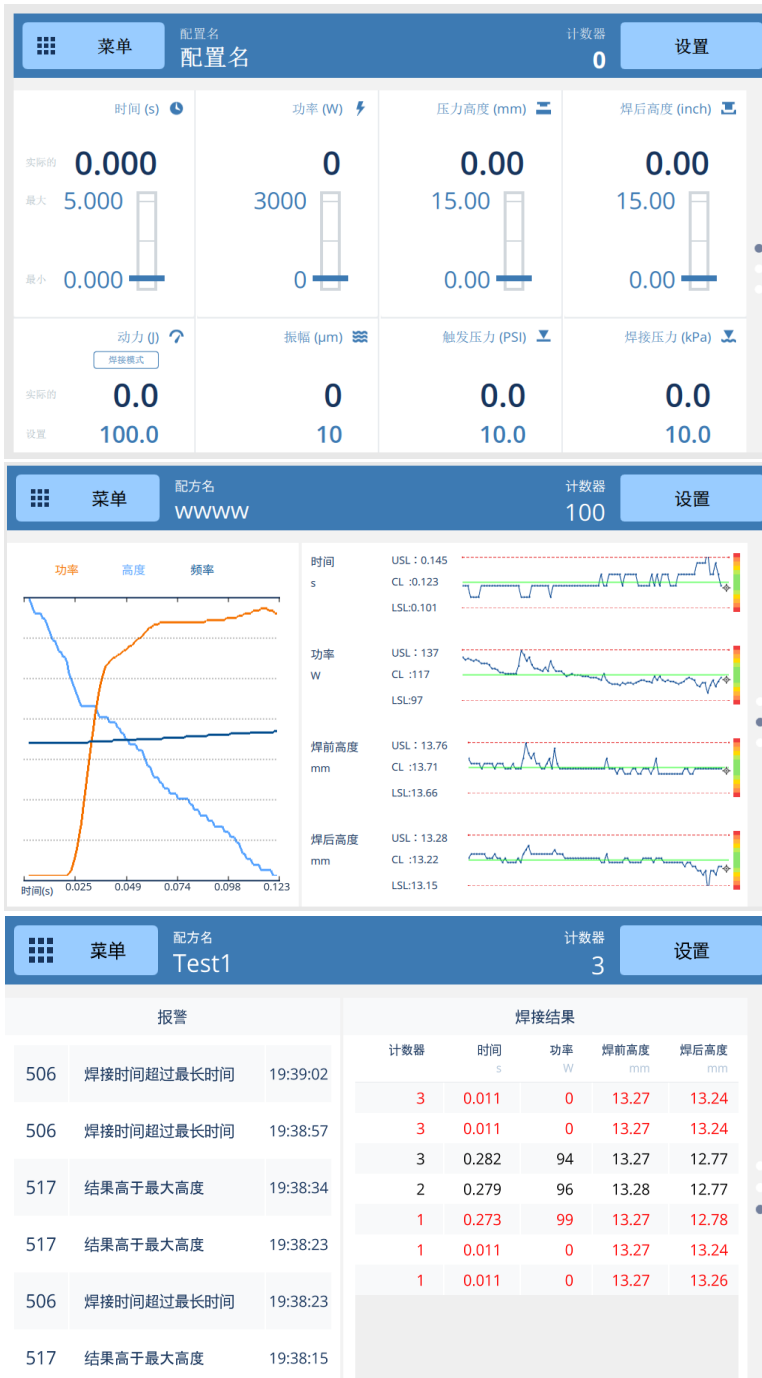 菜单 配置名 计数器 设置
配置名 0
时间 (s) 功率 (W) 压力高度 (mm) 焊后高度 (inch)
实际的 0.000 0 0.00 0.00
最大 5.000 3000 15.00 15.00
最小 0.000 0 0.00 0.00
动力 (J) 振幅 (μm) 触发压力 (PSI) 焊接压力 (kPa)
焊接模式
实际的 0.0 0 0.0 0.0
设置 100.0 10 10.0 10.0
菜单 配方名 计数器 设置
wwww 100
功率 高度 频率
时间(s) 0.025 0.049 0.074 0.098 0.123
时间 USL：0.145
s CL :0.123
LSL:0.101
功率 USL：137
W CL :117
LSL:97
焊前高度 USL：13.76
mm CL :13.71
LSL:13.66
焊后高度 USL：13.28
mm CL :13.22
LSL:13.15
菜单 配方名 计数器 设置
Test1 3
报警
506 焊接时间超过最长时间 19:39:02
506 焊接时间超过最长时间 19:38:57
517 结果高于最大高度 19:38:34
517 结果高于最大高度 19:38:23
506 焊接时间超过最长时间 19:38:23
517 结果高于最大高度 19:38:15
焊接结果
计数器 时间 功率 焊前高度 焊后高度
s W mm mm
3 0.011 0 13.27 13.24
3 0.011 0 13.27 13.24
3 0.282 94 13.27 12.77
2 0.279 96 13.28 12.77
1 0.273 99 13.27 12.78
1 0.011 0 13.27 13.24
1 0.011 0 13.27 13.26